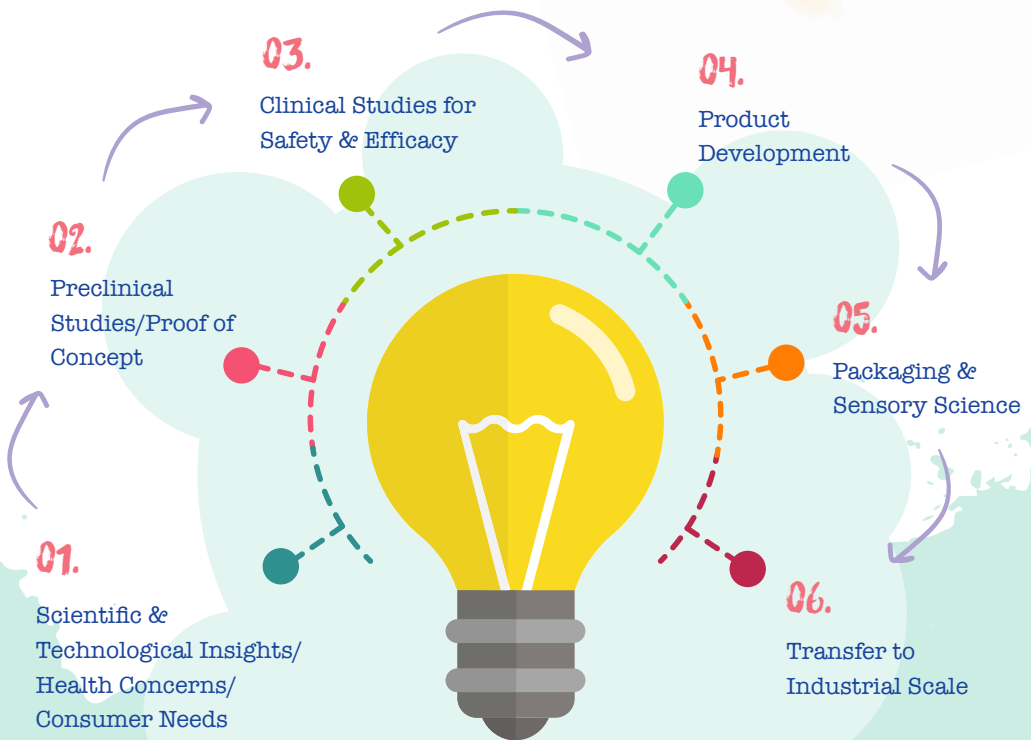 01.
Scientific &
Technological Insights/
Health Concerns/
Consumer Needs
02.
Preclinical
Studies/Proof of
Concept
03.
Clinical Studies for
Safety & Efficacy
04.
Product
Development
05.
Packaging &
Sensory Science
06.
Transfer to
Industrial Scale